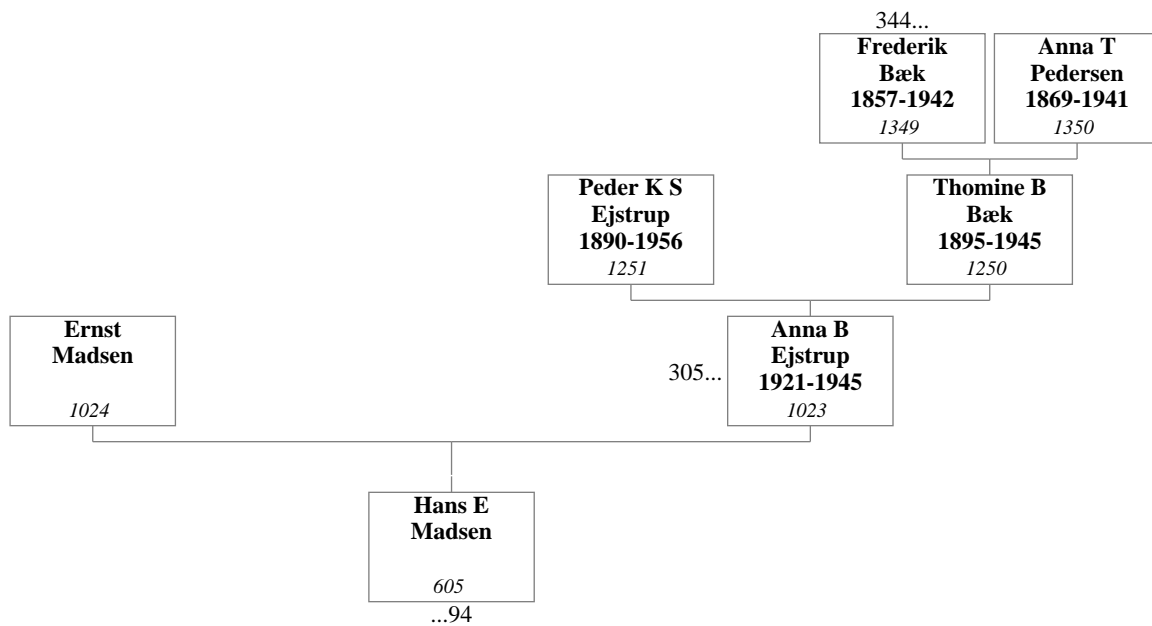 344...
Frederik
Bæk
1857-1942
1349
Anna T
Pedersen
1869-1941
1350
Peder K S
Ejstrup
1890-1956
1251
Thomine B
Bæk
1895-1945
1250
Ernst
Madsen
1024
305...
Anna B
Ejstrup
1921-1945
1023
Hans E
Madsen
605
...94